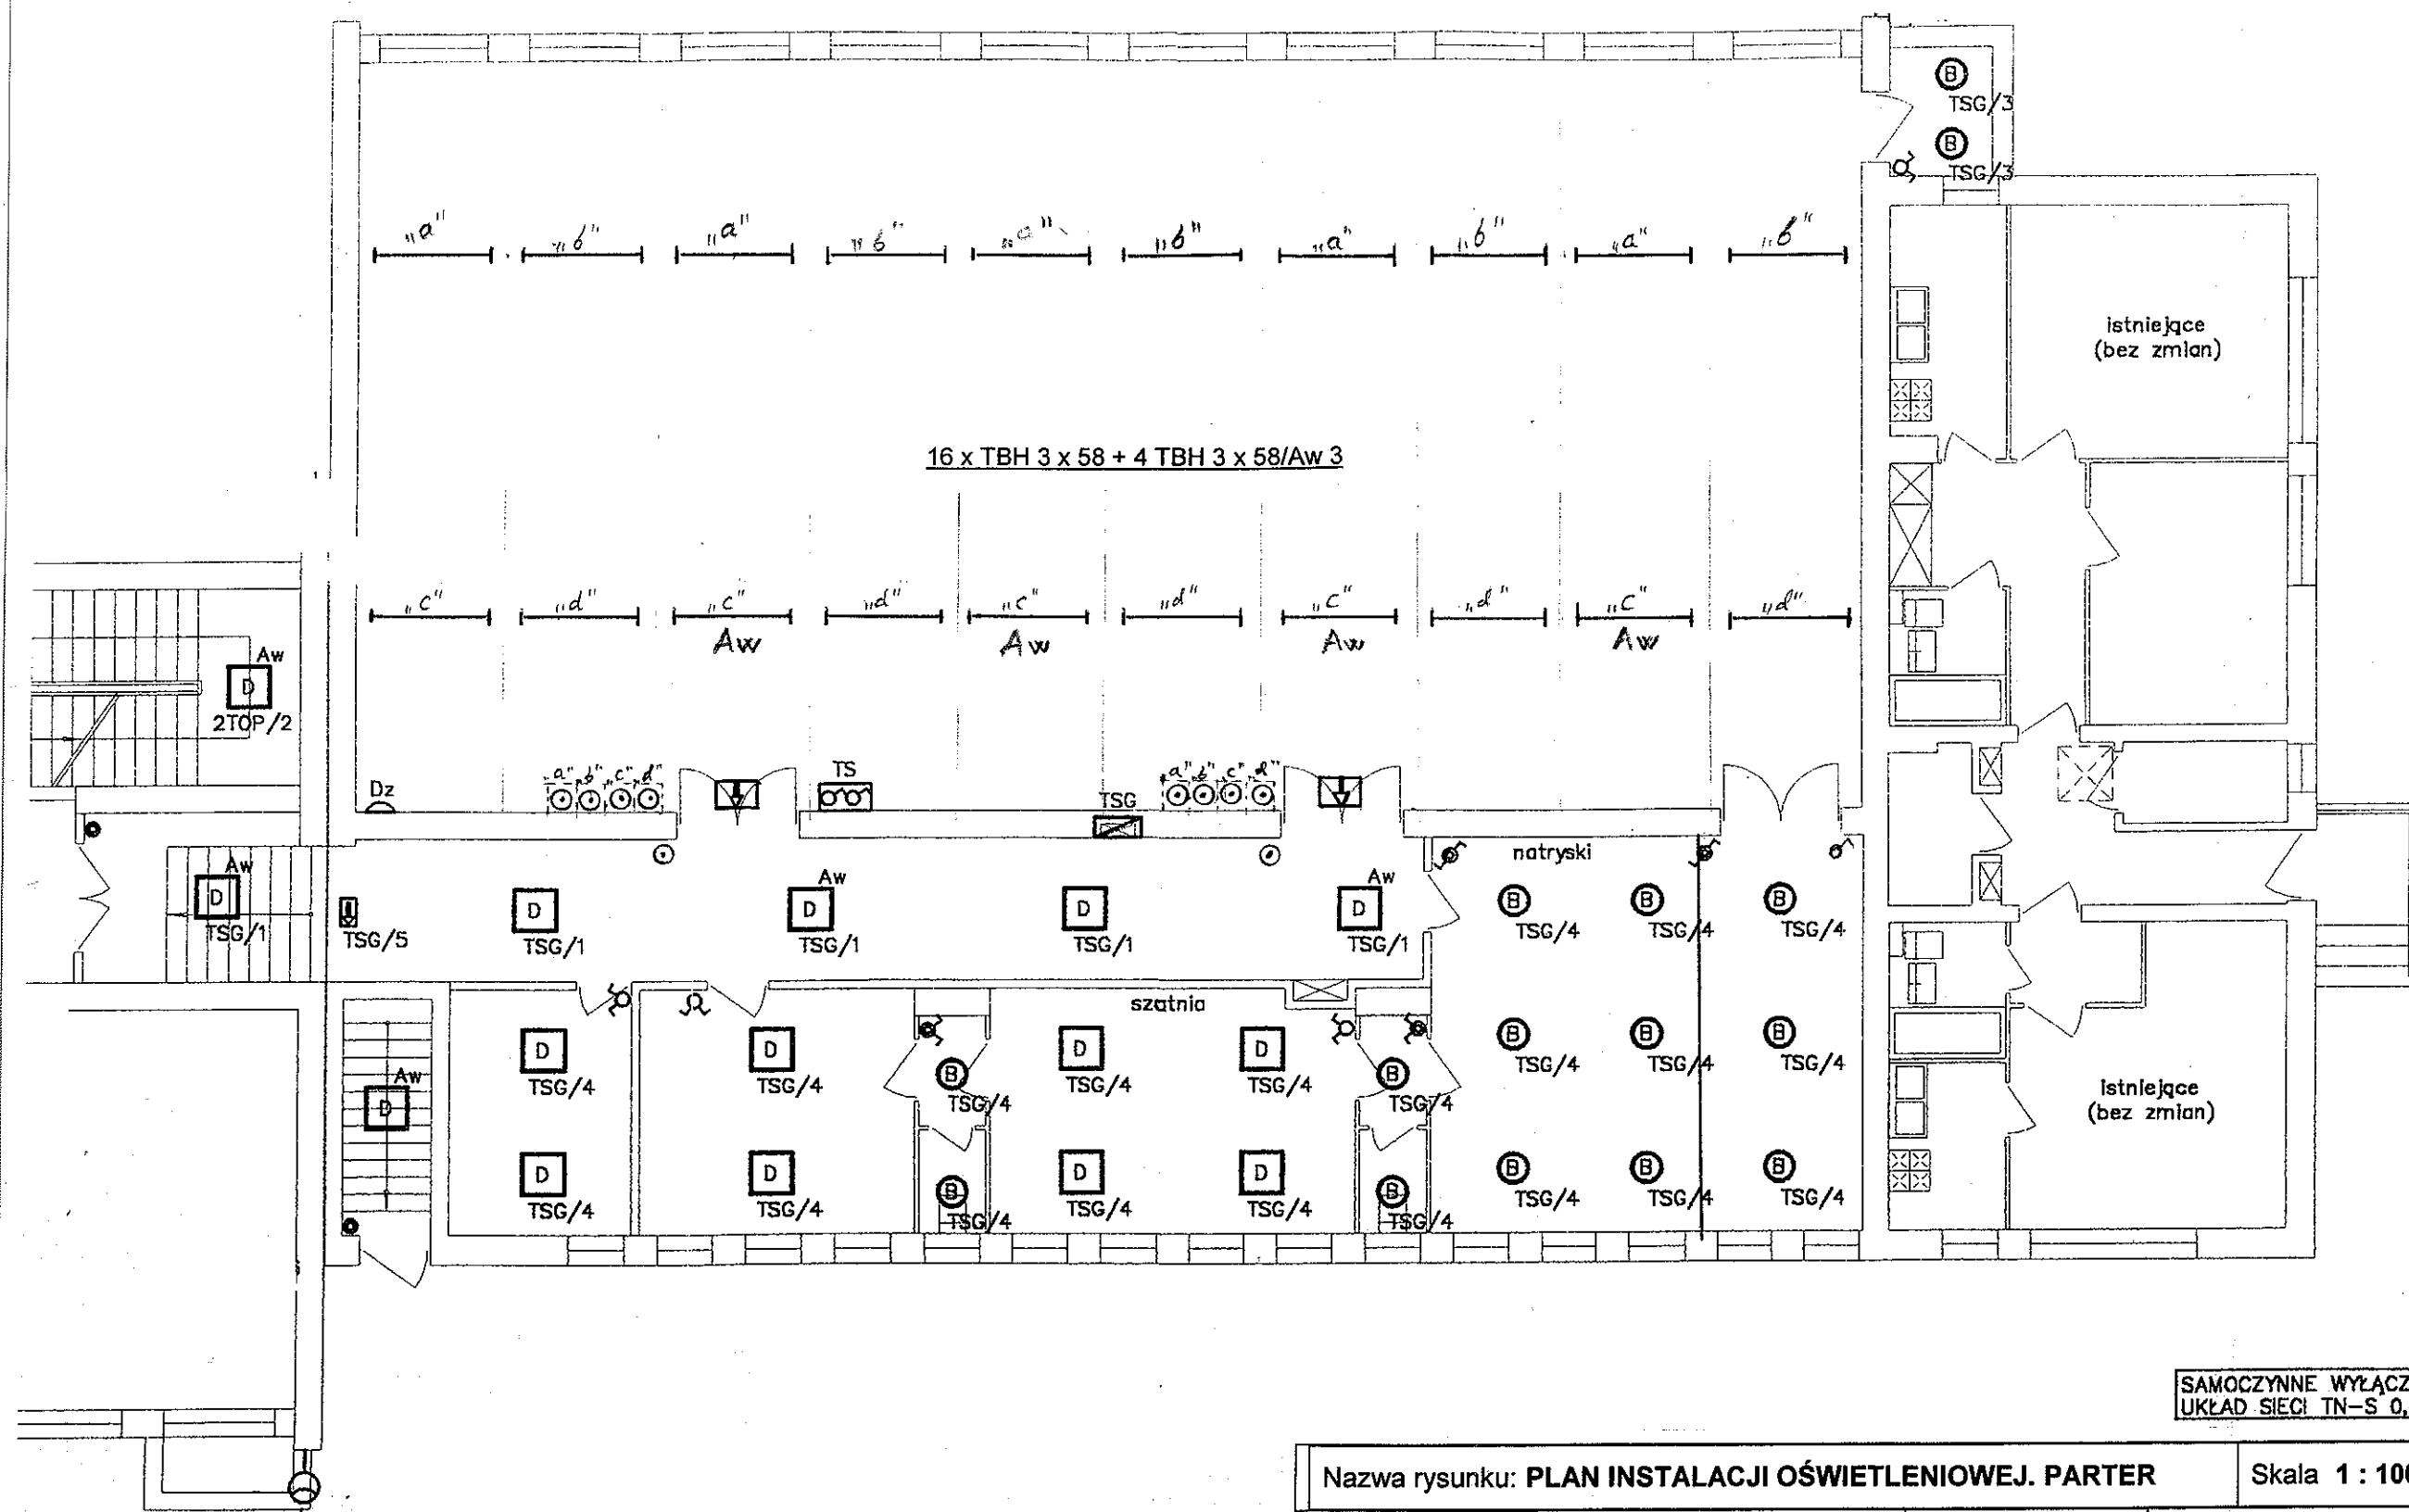 B
TSG/3
B
TSG/3
„a" „b" „a" „b" „a" „b" „a" „b" „a" „b"
istniejące
(bez zmian)
16 x TBH 3 x 58 + 4 TBH 3 x 58/Aw 3
„c" „d" „c" „d" „c" „d" „c" „d" „c" „d"
Aw Aw Aw Aw
Aw
D
2TOP/2
Dz
„a" „b" „c" „d"
TS
TSG
„a" „b" „c" „d"
natryski
Aw Aw Aw
D D D D D B B B
TSG/1 TSG/5 TSG/1 TSG/1 TSG/1 TSG/1 TSG/4 TSG/4 TSG/4
szatnia
D D D D B B B
TSG/4 TSG/4 TSG/4 TSG/4 TSG/4 TSG/4 TSG/4
Aw
D
B B
TSG/4 TSG/4
istniejące
(bez zmian)
D D D D B B B
TSG/4 TSG/4 TSG/4 TSG/4 TSG/4 TSG/4 TSG/4
B B
TSG/4 TSG/4
SAMOCZYNNE WYŁĄCZ
UKŁAD SIECI TN-S 0,
Nazwa rysunku: PLAN INSTALACJI OŚWIETLENIOWEJ. PARTER
Skala 1 : 100